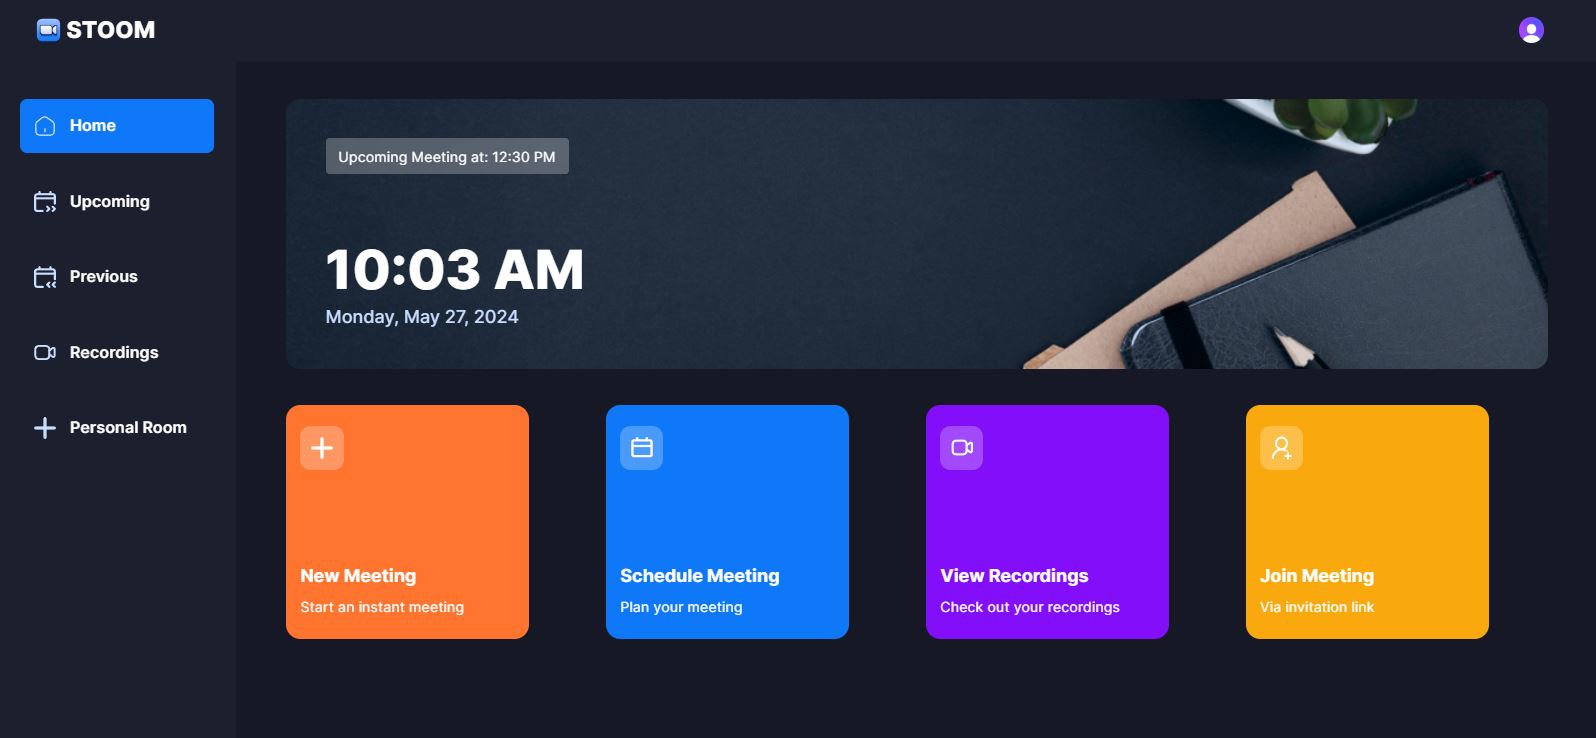 STOOM
Home
Upcoming
Previous
Recordings
Personal Room
Upcoming Meeting at: 12:30 PM
10:03 AM
Monday, May 27, 2024
New Meeting
Start an instant meeting
Schedule Meeting
Plan your meeting
View Recordings
Check out your recordings
Join Meeting
Via invitation link